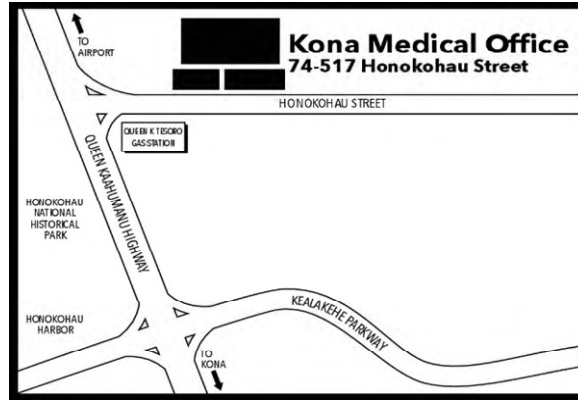 TO
AIRPORT
Kona Medical Office
74-517 Honokohau Street
HONOKOHAU STREET
QUEEN K TESORO
GAS STATION
QUEEN KAAHUMANU HIGHWAY
HONOKOHAU
NATIONAL
HISTORICAL
PARK
HONOKOHAU
HARBOR
KEALAKEHE PARKWAY
TO
KONA